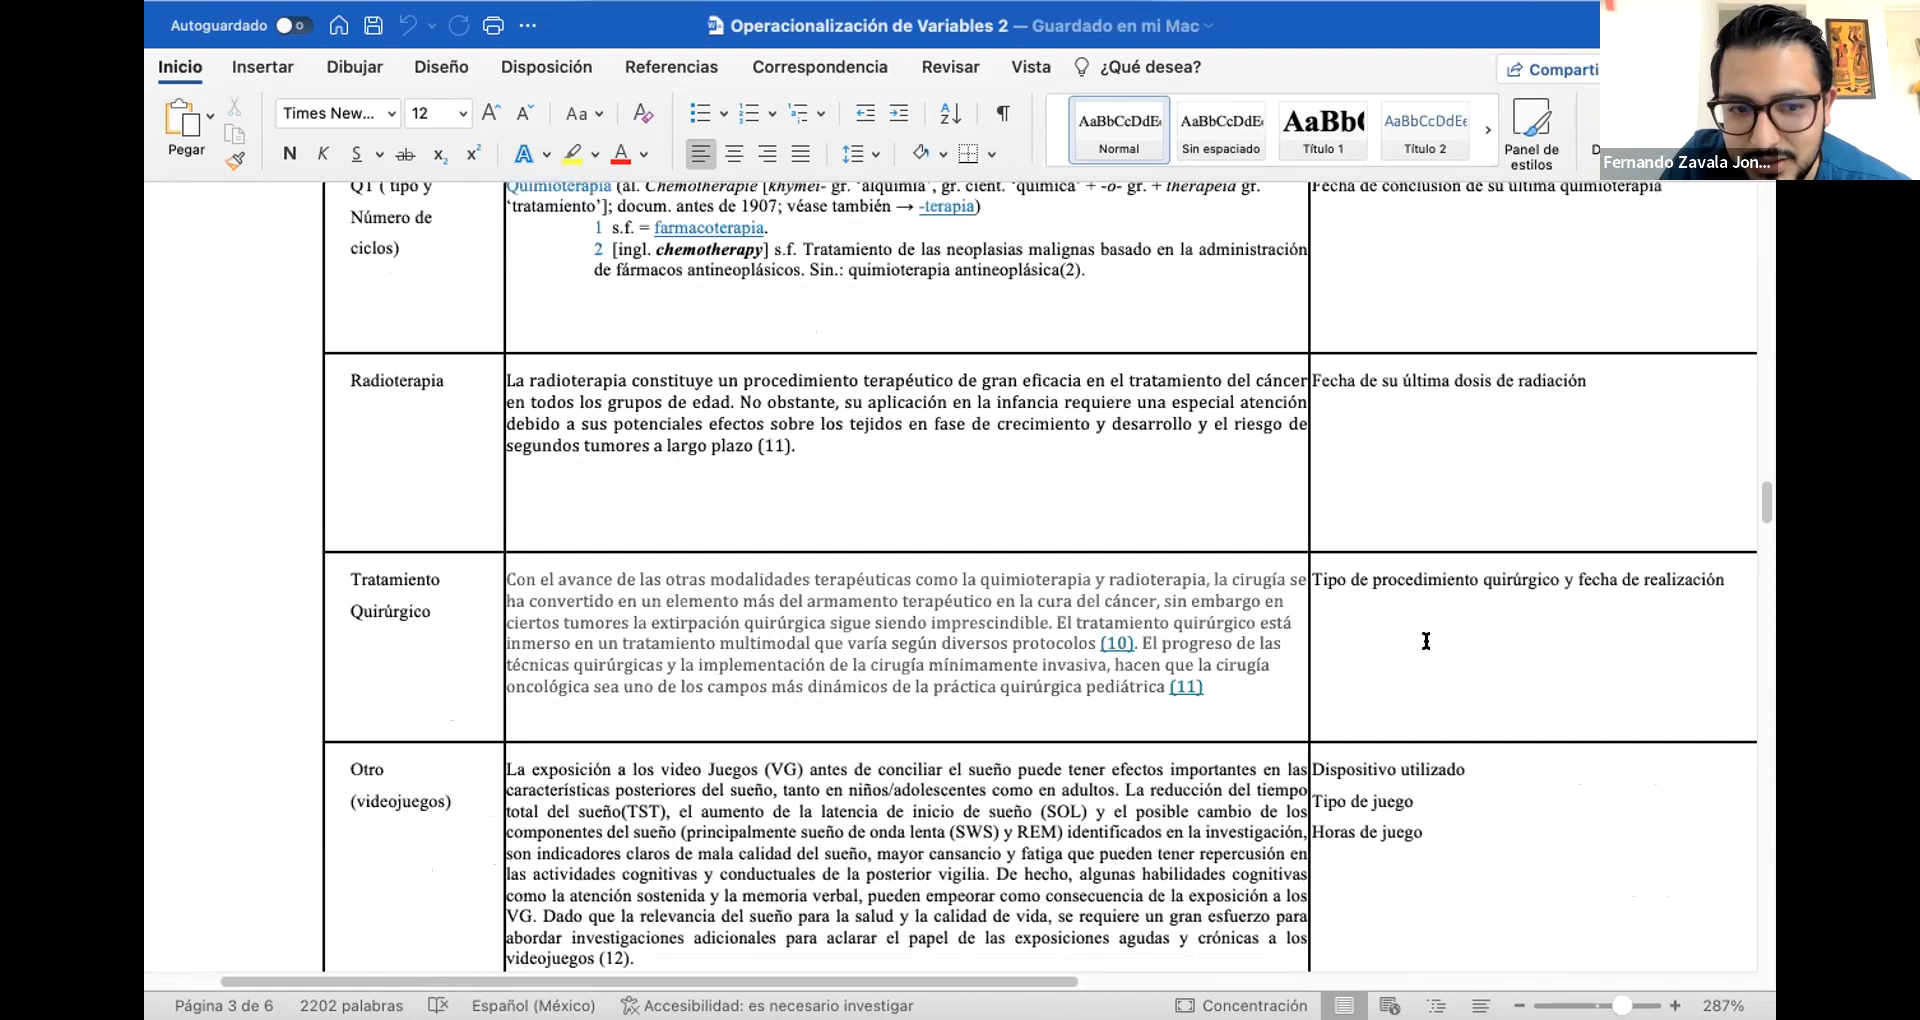 Autoguardado
Operacionalización de Variables 2 — Guardado en mi Mac
Inicio Insertar Dibujar Diseño Disposición Referencias Correspondencia Revisar Vista ¿Qué desea? Comparti
Pegar
Times New... 12
AaBbCcDdEe AaBbCcDdEe AaBb( AaBbCcDdEe
Normal Sin espaciado Título 1 Título 2
Panel de
estilos
Fernando Zavala Jon...
QT ( tipo y
Número de
ciclos)
Quimioterapia (al. Chemotherapie [khymei- gr. ‘alquimia’, gr. cient. ‘química’ + -o- gr. + therapeia gr.
‘tratamiento’]; docum. antes de 1907; véase también → -terapia)
1 s.f. = farmacoterapia.
2 [ingl. chemotherapy] s.f. Tratamiento de las neoplasias malignas basado en la administración
de fármacos antineoplásicos. Sin.: quimioterapia antineoplásica(2).
Fecha de conclusión de su última quimioterapia
Radioterapia
La radioterapia constituye un procedimiento terapéutico de gran eficacia en el tratamiento del cáncer
en todos los grupos de edad. No obstante, su aplicación en la infancia requiere una especial atención
debido a sus potenciales efectos sobre los tejidos en fase de crecimiento y desarrollo y el riesgo de
segundos tumores a largo plazo (11).
Fecha de su última dosis de radiación
Tratamiento
Quirúrgico
Con el avance de las otras modalidades terapéuticas como la quimioterapia y radioterapia, la cirugía se
ha convertido en un elemento más del armamento terapéutico en la cura del cáncer, sin embargo en
ciertos tumores la extirpación quirúrgica sigue siendo imprescindible. El tratamiento quirúrgico está
inmerso en un tratamiento multimodal que varía según diversos protocolos (10). El progreso de las
técnicas quirúrgicas y la implementación de la cirugía mínimamente invasiva, hacen que la cirugía
oncológica sea uno de los campos más dinámicos de la práctica quirúrgica pediátrica (11)
Tipo de procedimiento quirúrgico y fecha de realización
Otro
(videojuegos)
La exposición a los video Juegos (VG) antes de conciliar el sueño puede tener efectos importantes en las
características posteriores del sueño, tanto en niños/adolescentes como en adultos. La reducción del tiempo
total del sueño(TST), el aumento de la latencia de inicio de sueño (SOL) y el posible cambio de los
componentes del sueño (principalmente sueño de onda lenta (SWS) y REM) identificados en la investigación,
son indicadores claros de mala calidad del sueño, mayor cansancio y fatiga que pueden tener repercusión en
las actividades cognitivas y conductuales de la posterior vigilia. De hecho, algunas habilidades cognitivas
como la atención sostenida y la memoria verbal, pueden empeorar como consecuencia de la exposición a los
VG. Dado que la relevancia del sueño para la salud y la calidad de vida, se requiere un gran esfuerzo para
abordar investigaciones adicionales para aclarar el papel de las exposiciones agudas y crónicas a los
videojuegos (12).
Dispositivo utilizado
Tipo de juego
Horas de juego
Página 3 de 6 2202 palabras Español (México) Accesibilidad: es necesario investigar Concentración 287%